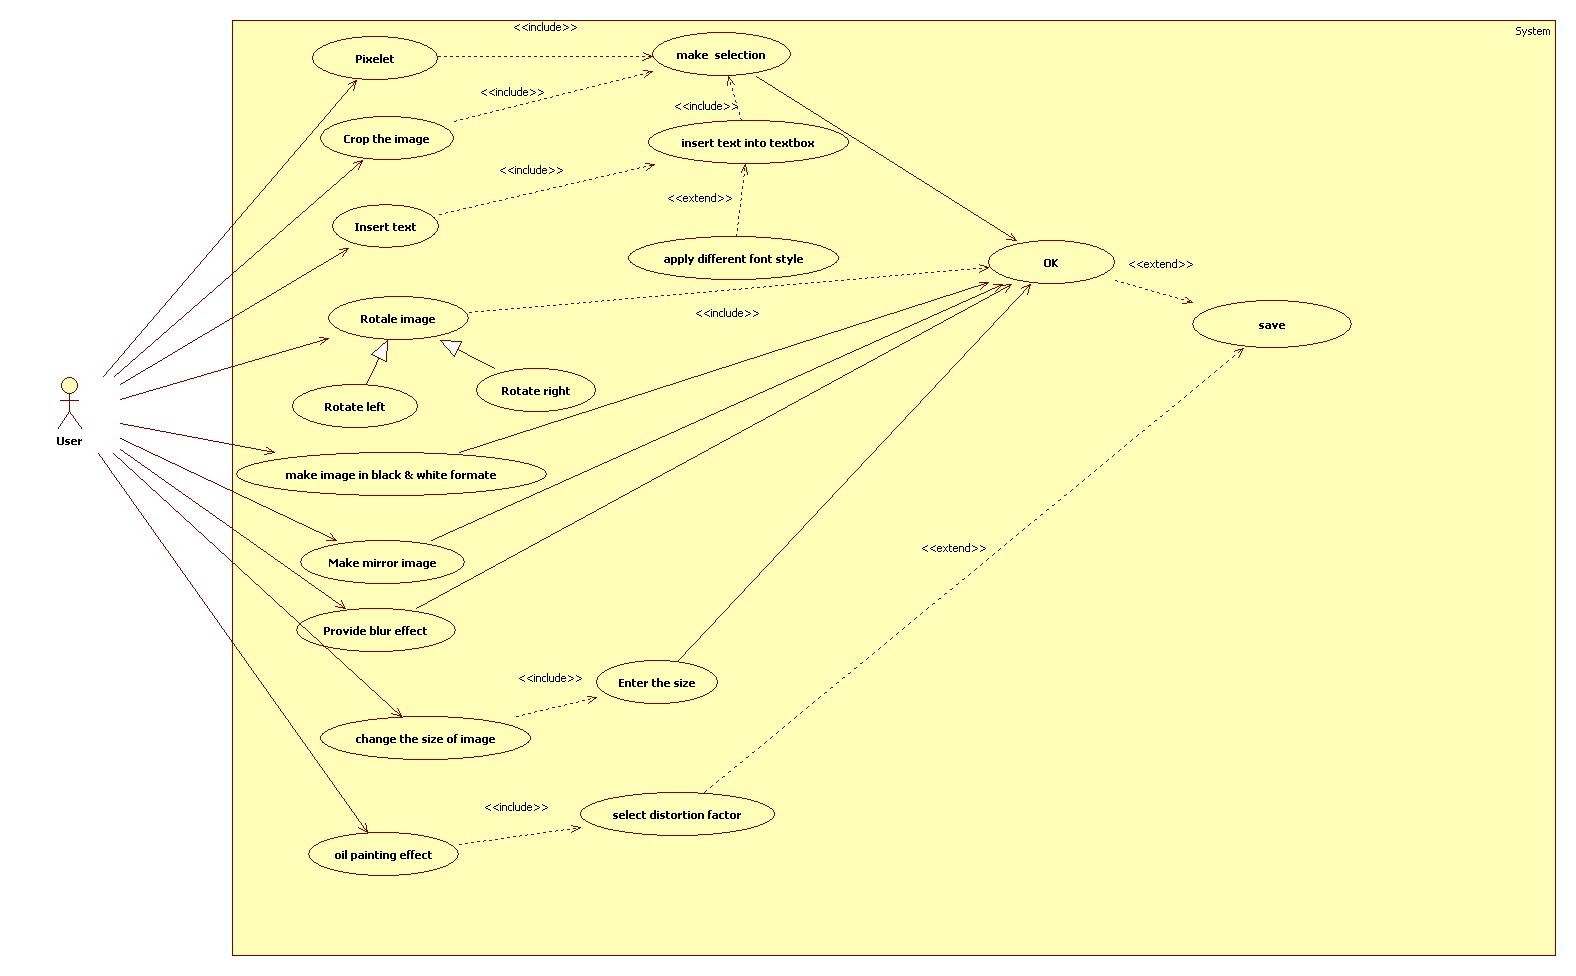 <<include>>
System
Pixelet
make  selection
<<include>>
<<include>>
Crop the image
insert text into textbox
<<include>>
<<extend>>
Insert text
apply different font style
OK
<<extend>>
<<include>>
Rotale image
save
Rotate left
Rotate right
User
make image in black & white formate
<<extend>>
Make mirror image
Provide blur effect
<<include>>
Enter the size
change the size of image
<<include>>
select distortion factor
oil painting effect